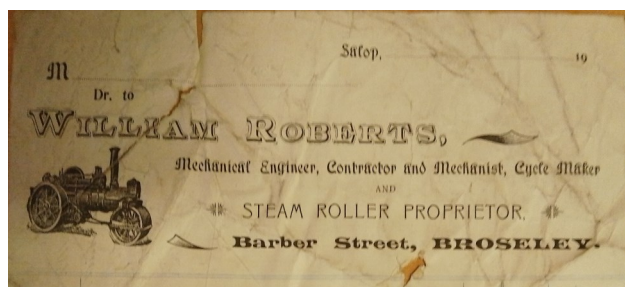 Salop, 19
M
Dr. to
WILLIAM ROBERTS,
Mechanical Engineer, Contractor and Mechanist, Cycle Maker
AND
STEAM ROLLER PROPRIETOR,
Barber Street, BROSELEY.